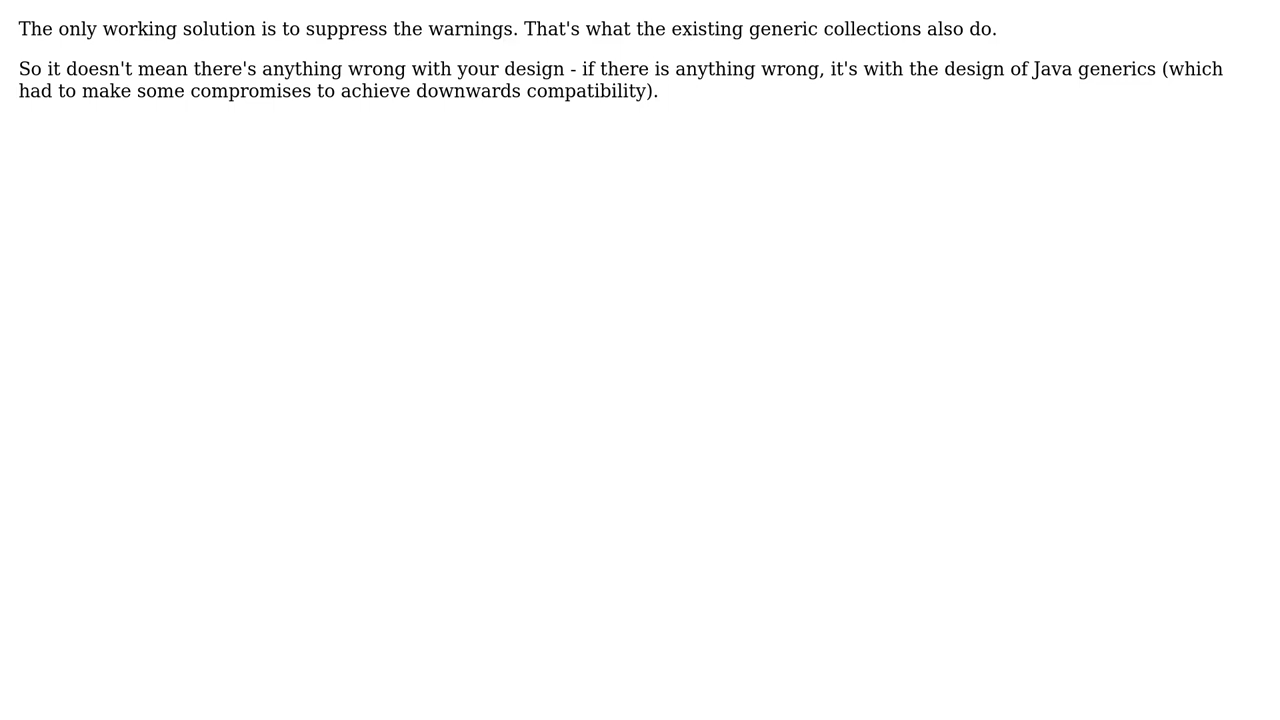 The only working solution is to suppress the warnings. That's what the existing generic collections also do.
So it doesn't mean there's anything wrong with your design - if there is anything wrong, it's with the design of Java generics (which
had to make some compromises to achieve downwards compatibility).